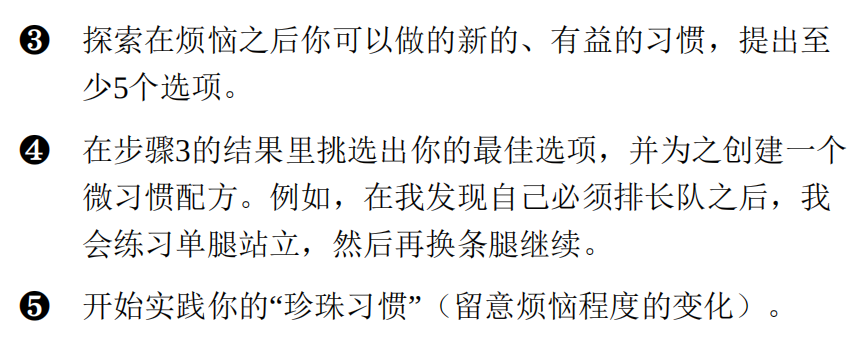 ❸ 探索在烦恼之后你可以做的新的、有益的习惯，提出至
少5个选项。
❹ 在步骤3的结果里挑选出你的最佳选项，并为之创建一个
微习惯配方。例如，在我发现自己必须排长队之后，我
会练习单腿站立，然后再换条腿继续。
❺ 开始实践你的“珍珠习惯”（留意烦恼程度的变化）。